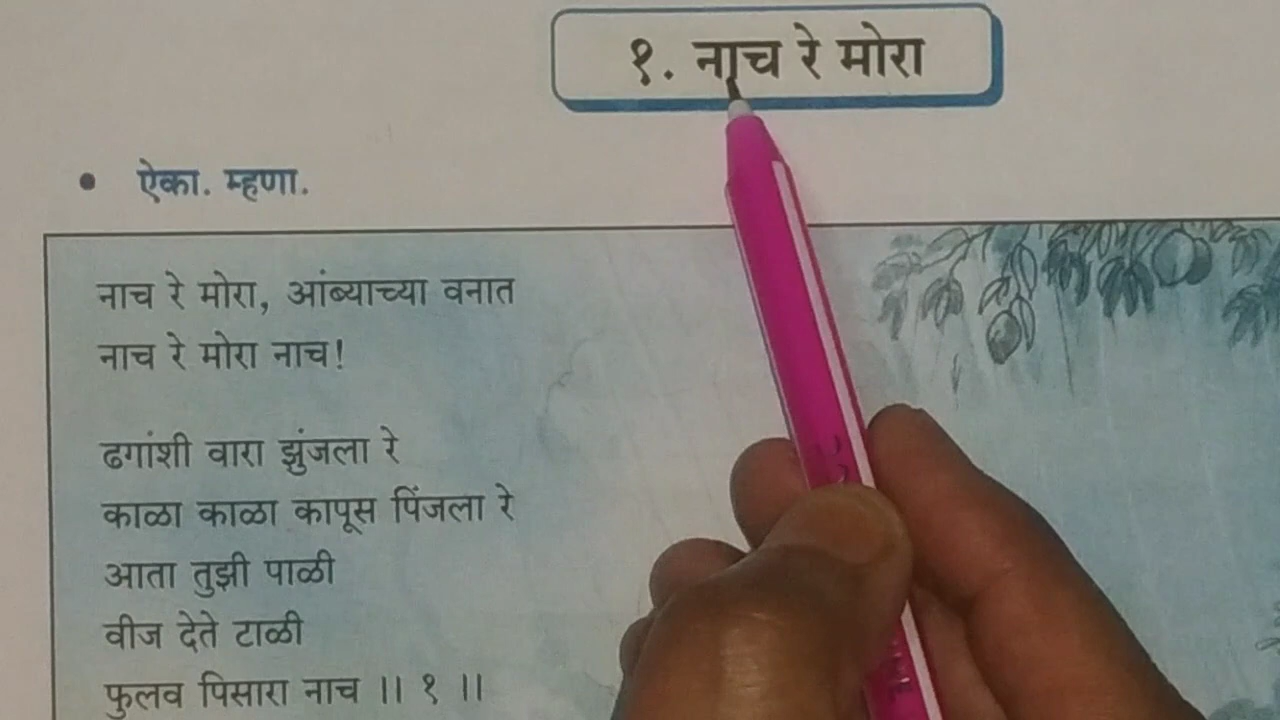 १. नाच रे मोरा
• ऐका. म्हणा.
नाच रे मोरा, आंब्याच्या वनात
नाच रे मोरा नाच!
ढगांशी वारा झुंजला रे
काळा काळा कापूस पिंजला रे
आता तुझी पाळी
वीज देते टाळी
फुलव पिसारा नाच ॥ १ ॥